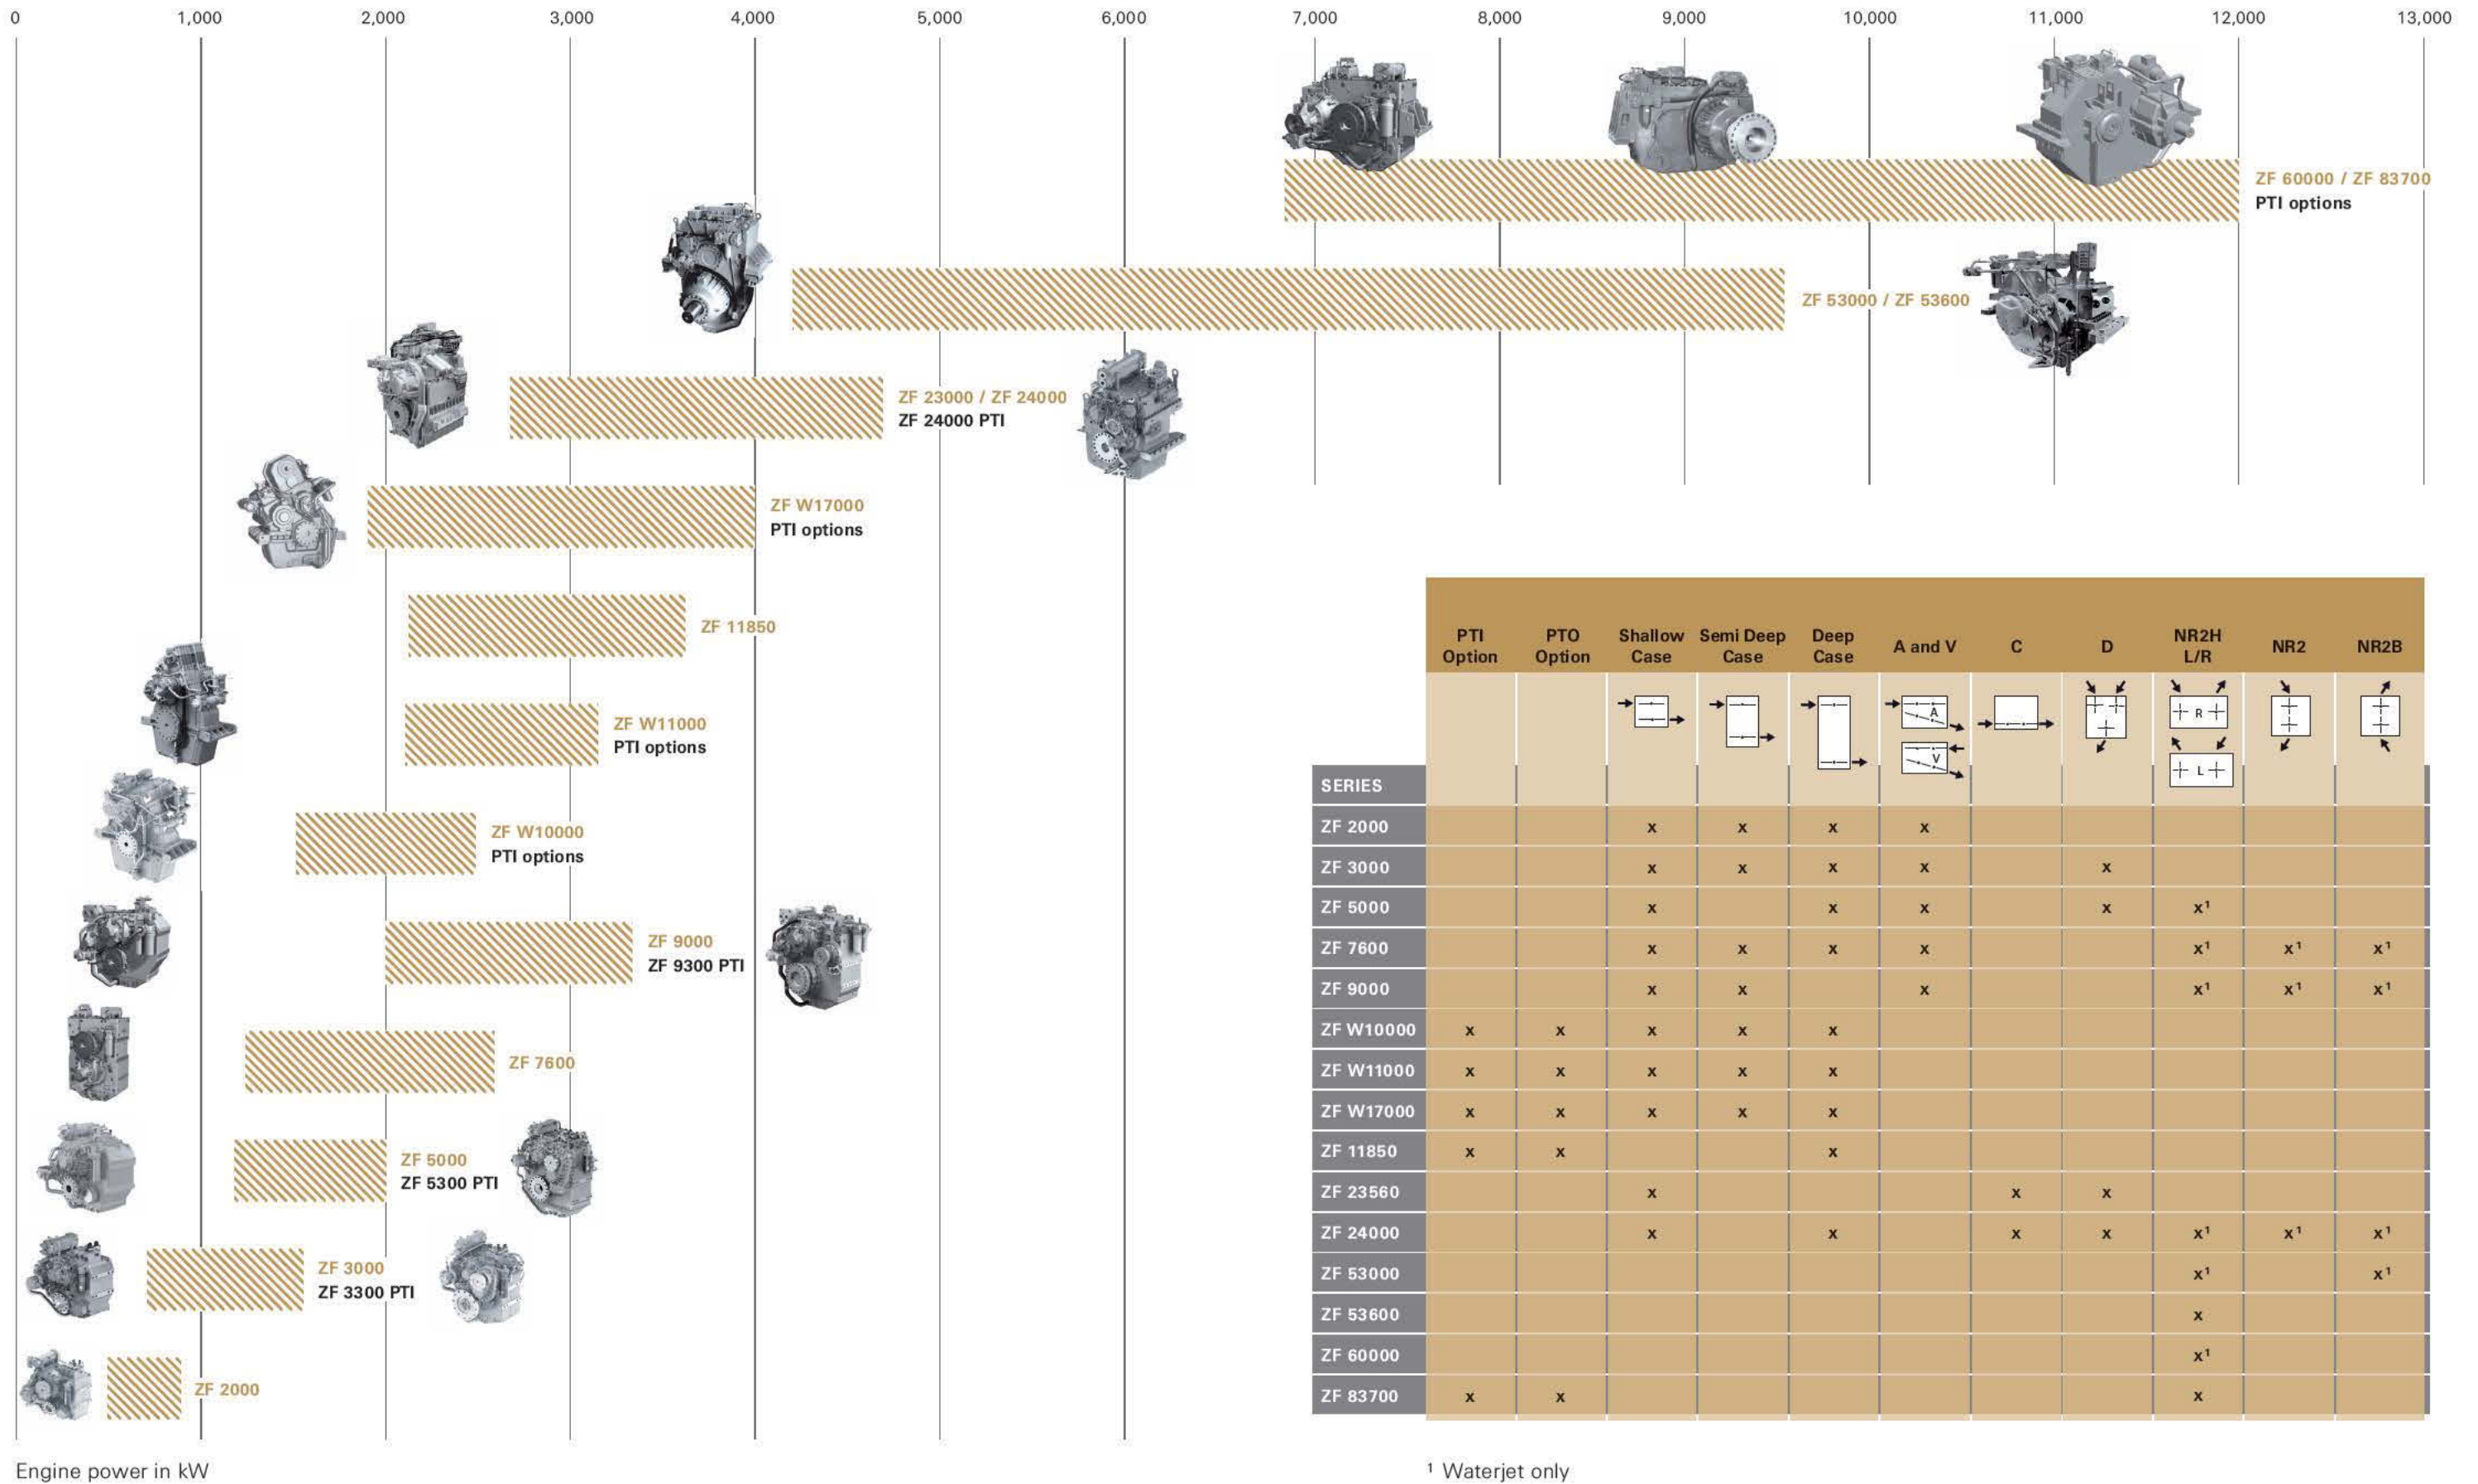 0 1,000 2,000 3,000 4,000 5,000 6,000 7,000 8,000 9,000 10,000 11,000 12,000 13,000
ZF 60000 / ZF 83700
PTI options
ZF 53000 / ZF 53600
ZF 23000 / ZF 24000
ZF 24000 PTI
ZF W17000
PTI options
ZF 11850
ZF W11000
PTI options
ZF W10000
PTI options
ZF 9000
ZF 9300 PTI
ZF 7600
ZF 5000
ZF 5300 PTI
ZF 3000
ZF 3300 PTI
ZF 2000
Engine power in kW
PTI Option PTO Option Shallow Case Semi Deep Case Deep Case A and V C D NR2H L/R NR2 NR2B
A R
V L
SERIES
ZF 2000 x x x x
ZF 3000 x x x x x
ZF 5000 x x x x x¹
ZF 7600 x x x x x¹ x¹ x¹
ZF 9000 x x x x¹ x¹ x¹
ZF W10000 x x x x x
ZF W11000 x x x x x
ZF W17000 x x x x x
ZF 11850 x x x
ZF 23560 x x x
ZF 24000 x x x x x¹ x¹ x¹
ZF 53000 x¹ x¹
ZF 53600 x
ZF 60000 x¹
ZF 83700 x x x
¹ Waterjet only